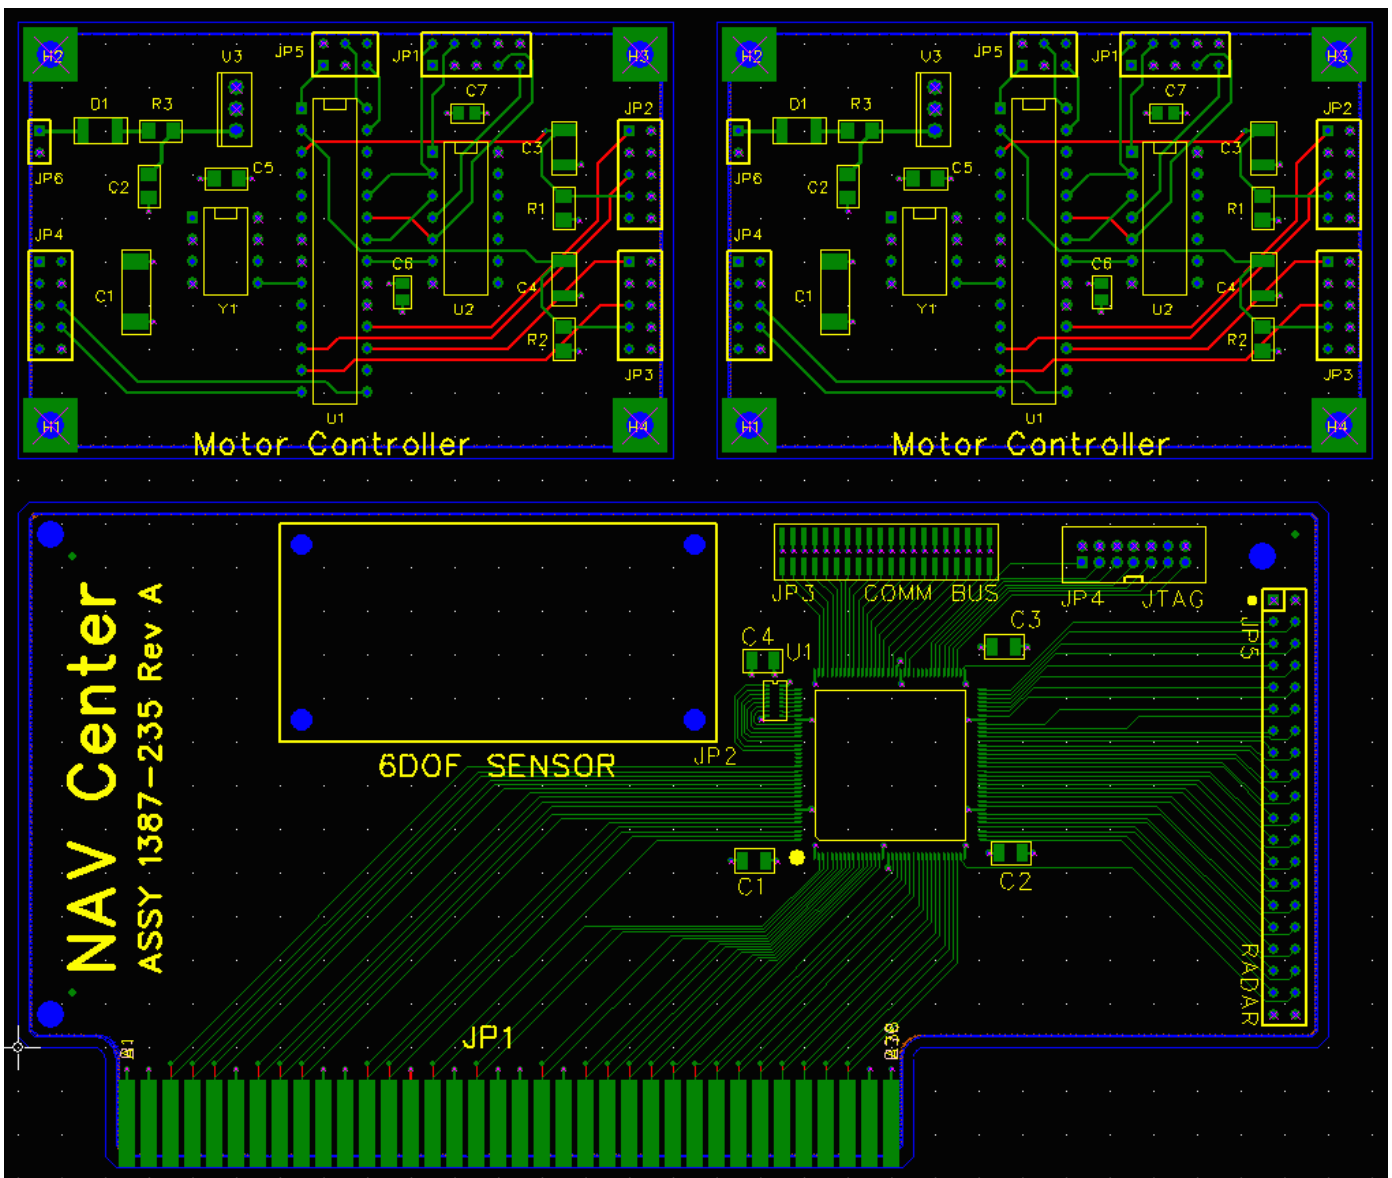 H2
V3
jP5
JP1
H3
C7
D1
R3
JP2
C3
JP6
C2
C5
R1
JP4
C6
C1
Y1
U2
C4
R2
JP3
U1
H1
H4
Motor Controller
H2
V3
jP5
JP1
H3
C7
D1
R3
JP2
C3
JP6
C2
C5
R1
JP4
C6
C1
Y1
U2
C4
R2
JP3
U1
H1
H4
Motor Controller
NAV Center
ASSY 1387-235 Rev A
6DOF SENSOR
JP3 COMM BUS
JP4 JTAG
C3
C4
U1
JP5
JP2
C1
C2
RADAR
JP1